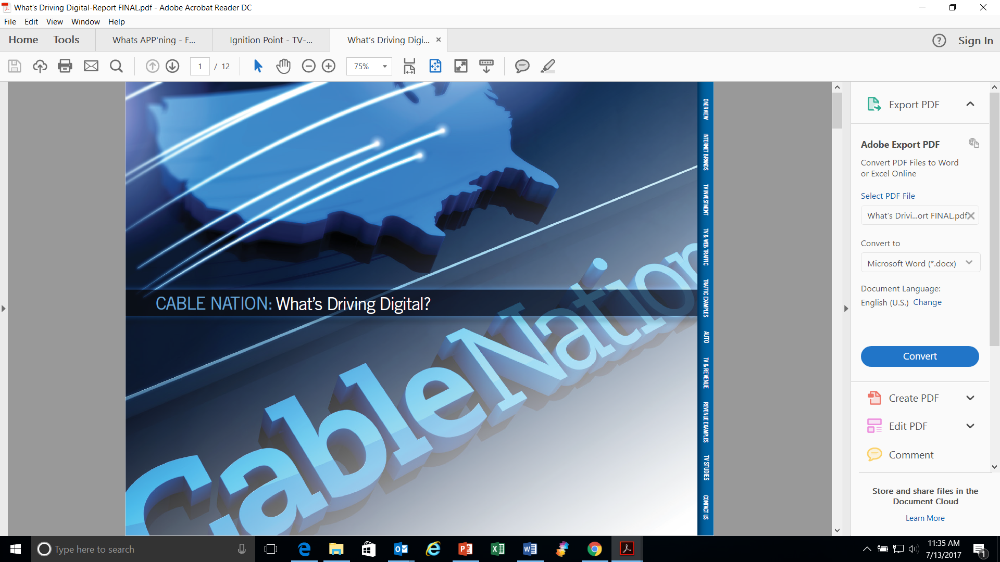 What's Driving Digital-Report FINAL.pdf - Adobe Acrobat Reader DC
File Edit View Window Help
Home Tools Whats APP'ning - F... Ignition Point - TV-... What's Driving Digi... Sign In
1 / 12 75%
OVERVIEW
INTERNET BRANDS
TV INVESTMENT
TV & WEB TRAFFIC
TRAFFIC EXAMPLES
AUTO
TV & REVENUE
REVENUE EXAMPLES
TV STUDIES
CONTACT US
CABLE NATION: What's Driving Digital?
CableNation
Export PDF
Adobe Export PDF
Convert PDF Files to Word
or Excel Online
Select PDF File
What's Drivi...ort FINAL.pdf
Convert to
Microsoft Word (*.docx)
Document Language:
English (U.S.) Change
Convert
Create PDF
Edit PDF
Comment
Store and share files in the
Document Cloud
Learn More
Type here to search
11:35 AM
7/13/2017
1